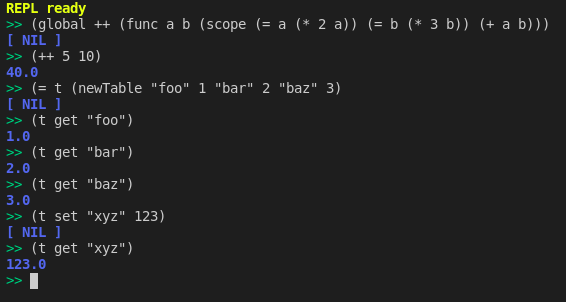 REPL ready
>> (global ++ (func a b (scope (= a (* 2 a)) (= b (* 3 b)) (+ a b)))
[ NIL ]
>> (++ 5 10)
40.0
>> (= t (newTable "foo" 1 "bar" 2 "baz" 3)
[ NIL ]
>> (t get "foo")
1.0
>> (t get "bar")
2.0
>> (t get "baz")
3.0
>> (t set "xyz" 123)
[ NIL ]
>> (t get "xyz")
123.0
>>